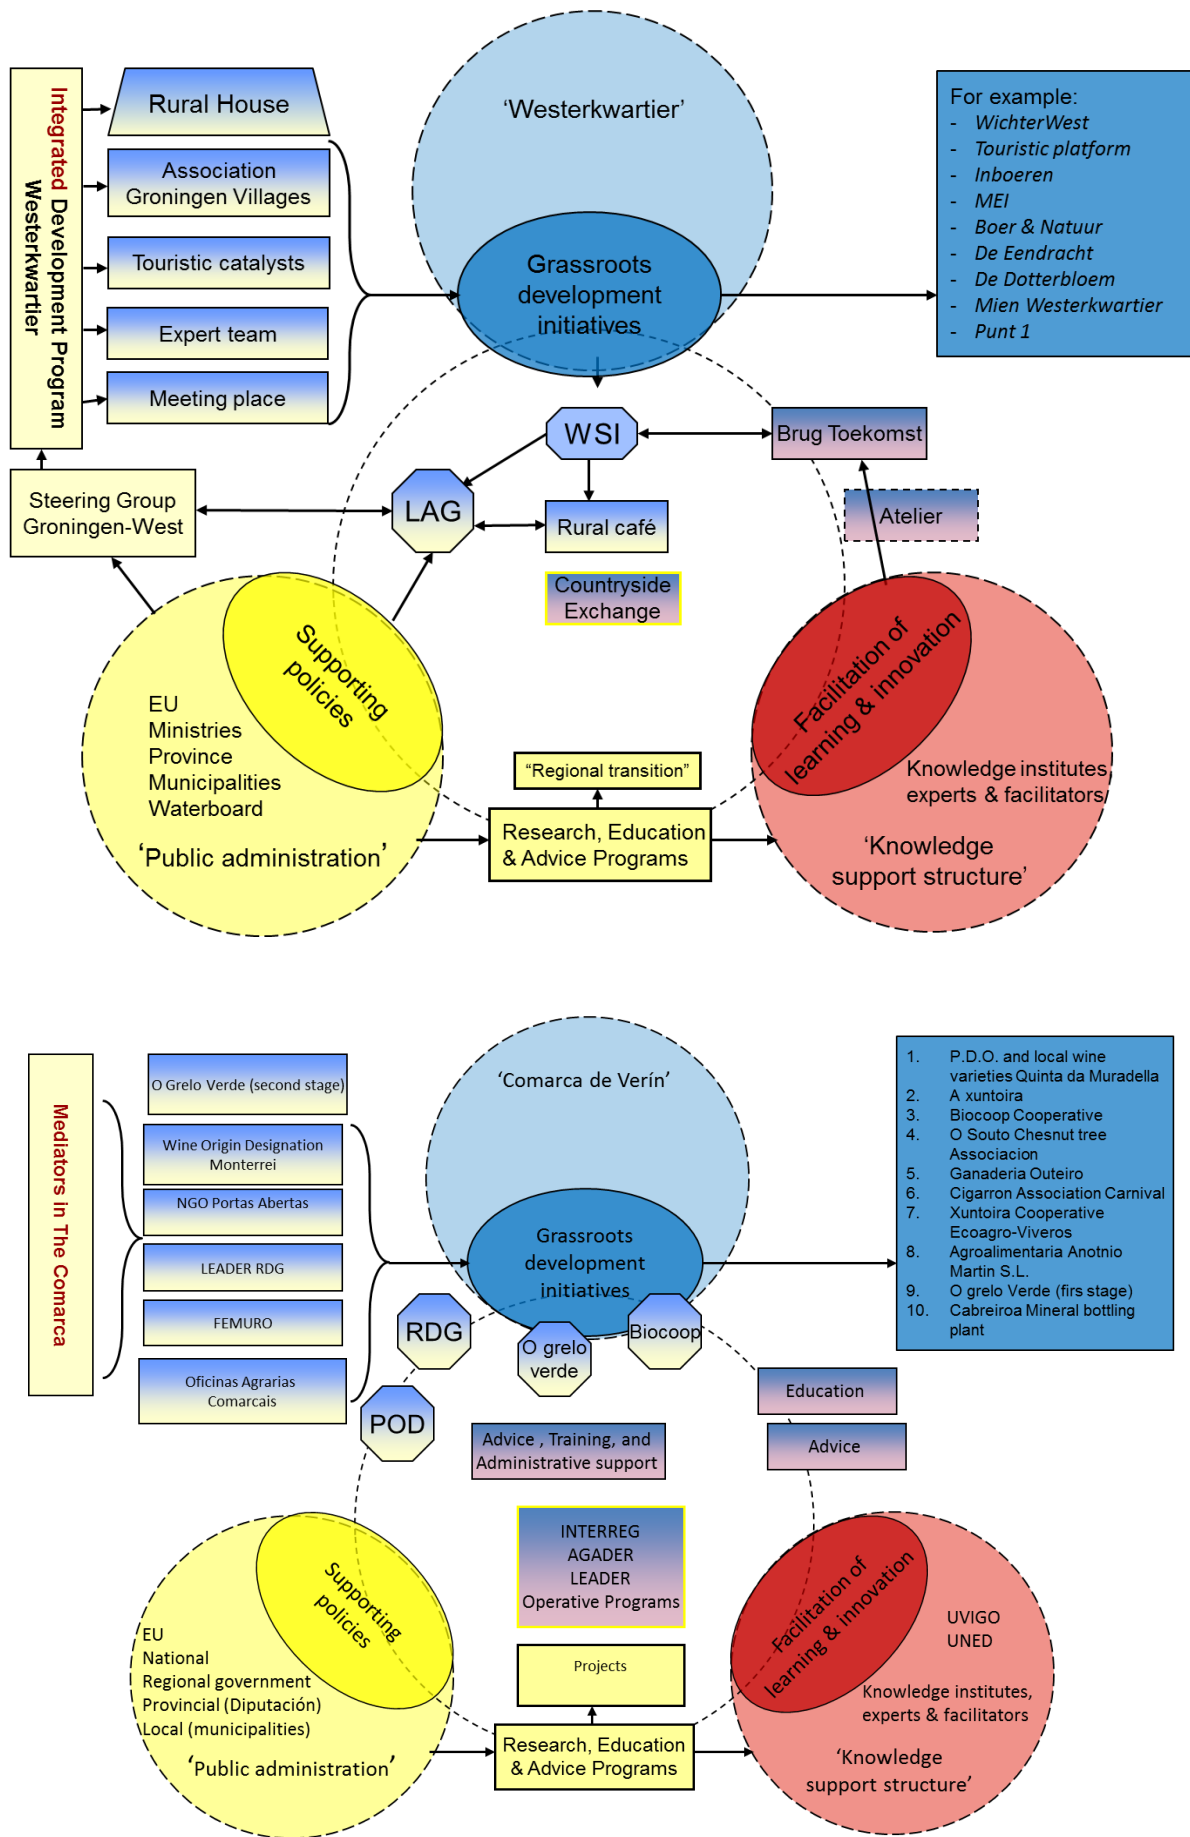 'Westerkwartier'
Integrated Development Program
Westerkwartier
Rural House
Association
Groningen Villages
Touristic catalysts
Expert team
Meeting place
Grassroots
development
initiatives
For example:
- WichterWest
- Touristic platform
- Inboeren
- MEI
- Boer & Natuur
- De Eendracht
- De Dotterbloem
- Mien Westerkwartier
- Punt 1
WSI
Brug Toekomst
Steering Group
Groningen-West
LAG
Rural café
Atelier
Countryside
Exchange
Supporting
policies
EU
Ministries
Province
Municipalities
Waterboard
'Public administration'
"Regional transition"
Research, Education
& Advice Programs
Facilitation of
learning & innovation
Knowledge institutes,
experts & facilitators
'Knowledge
support structure'
'Comarca de Verín'
Mediators in The Comarca
O Grelo Verde (second stage)
Wine Origin Designation
Monterrei
NGO Portas Abertas
LEADER RDG
FEMURO
Oficinas Agrarias
Comarcais
Grassroots
development
initiatives
1. P.D.O. and local wine
varieties Quinta da Muradella
2. A xuntoira
3. Biocoop Cooperative
4. O Souto Chesnut tree
Associacion
5. Ganaderia Outeiro
6. Cigarron Association Carnival
7. Xuntoira Cooperative
Ecoagro-Viveros
8. Agroalimentaria Anotnio
Martin S.L.
9. O grelo Verde (firs stage)
10. Cabreiroa Mineral bottling
plant
RDG
O grelo
verde
Biocoop
POD
Education
Advice
Advice , Training, and
Administrative support
INTERREG
AGADER
LEADER
Operative Programs
Supporting
policies
EU
National
Regional government
Provincial (Diputación)
Local (municipalities)
'Public administration'
Projects
Research, Education
& Advice Programs
Facilitation of
learning & innovation
UVIGO
UNED
Knowledge institutes,
experts & facilitators
'Knowledge
support structure'